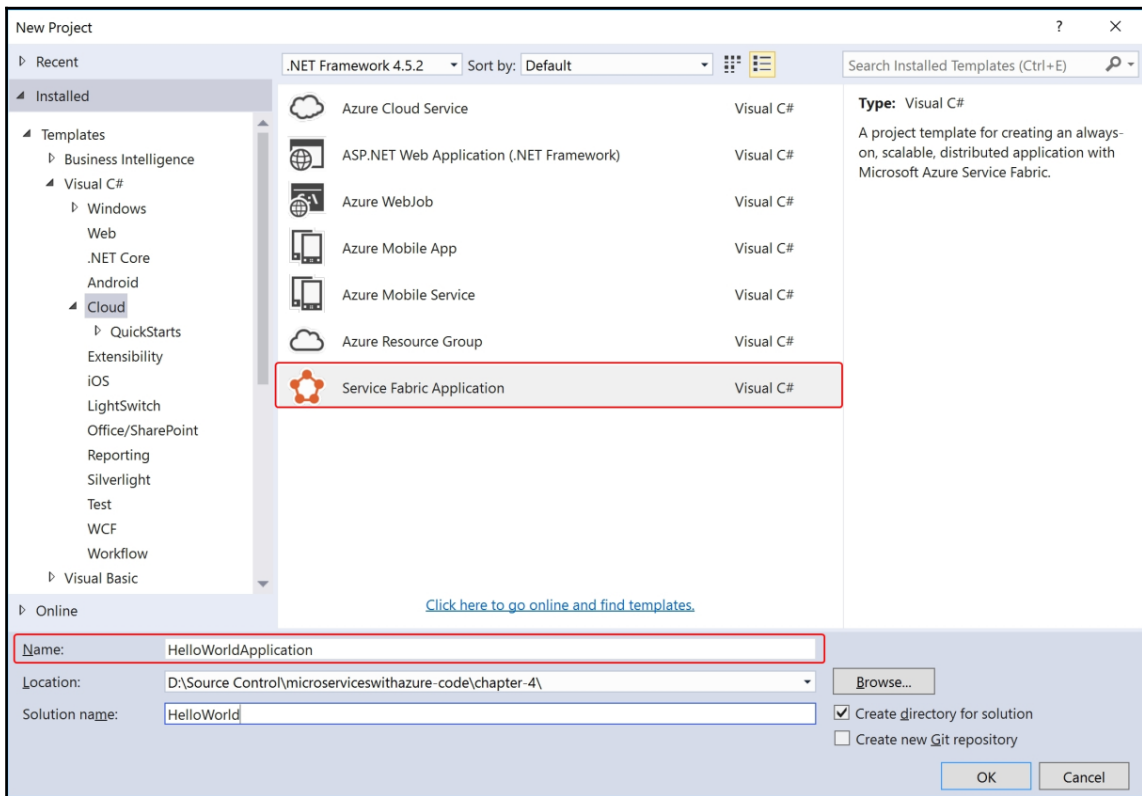 New Project
?
Recent
.NET Framework 4.5.2
Sort by: Default
Search Installed Templates (Ctrl+E)
Installed
Templates
Business Intelligence
Visual C#
Windows
Web
.NET Core
Android
Cloud
QuickStarts
Extensibility
iOS
LightSwitch
Office/SharePoint
Reporting
Silverlight
Test
WCF
Workflow
Visual Basic
Online
Azure Cloud Service Visual C#
ASP.NET Web Application (.NET Framework) Visual C#
Azure WebJob Visual C#
Azure Mobile App Visual C#
Azure Mobile Service Visual C#
Azure Resource Group Visual C#
Service Fabric Application Visual C#
Click here to go online and find templates.
Type: Visual C#
A project template for creating an always-
on, scalable, distributed application with
Microsoft Azure Service Fabric.
Name: HelloWorldApplication
Location: D:\Source Control\microserviceswithazure-code\chapter-4\
Browse...
Solution name: HelloWorld
Create directory for solution
Create new Git repository
OK
Cancel